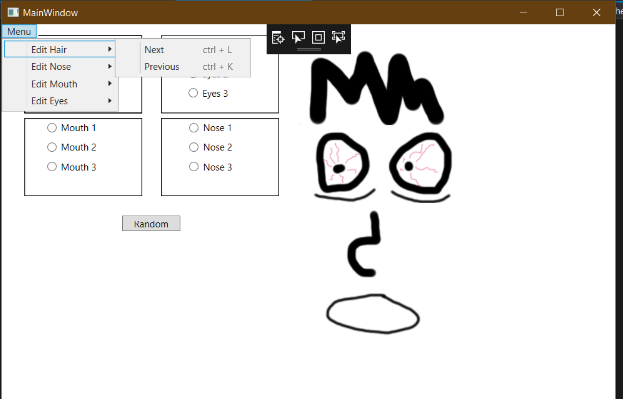 MainWindow
Menu
Edit Hair
Next ctrl + L
Edit Nose
Previous ctrl + K
Edit Mouth
Edit Eyes
Eyes 3
Mouth 1
Nose 1
Mouth 2
Nose 2
Mouth 3
Nose 3
Random